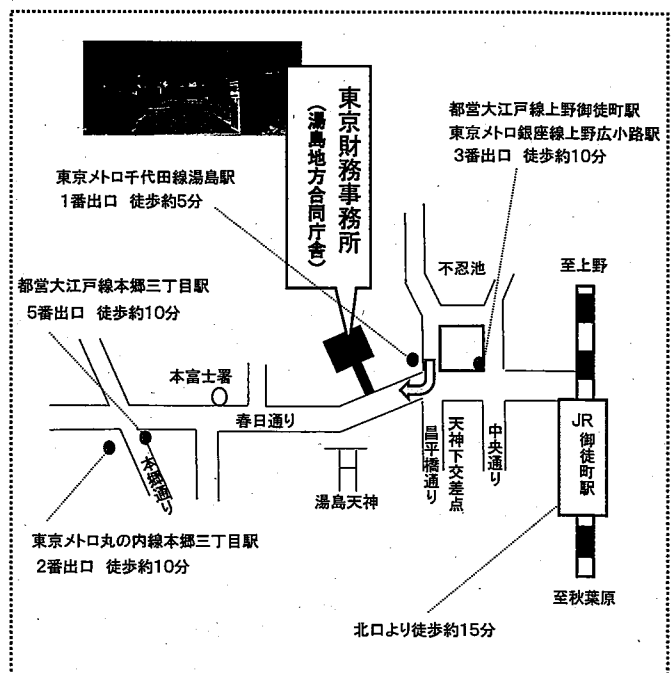 東京財務事務所
(湯島地方合同庁舎)
都営大江戸線上野御徒町駅
東京メトロ銀座線上野広小路駅
3番出口 徒歩約10分
東京メトロ千代田線湯島駅
1番出口 徒歩約5分
不忍池
至上野
都営大江戸線本郷三丁目駅
5番出口 徒歩約10分
本富士署
春日通り
本郷通り
湯島天神
昌平橋通り
天神下交差点
中央通り
JR
御徒町駅
東京メトロ丸の内線本郷三丁目駅
2番出口 徒歩約10分
至秋葉原
北口より徒歩約15分